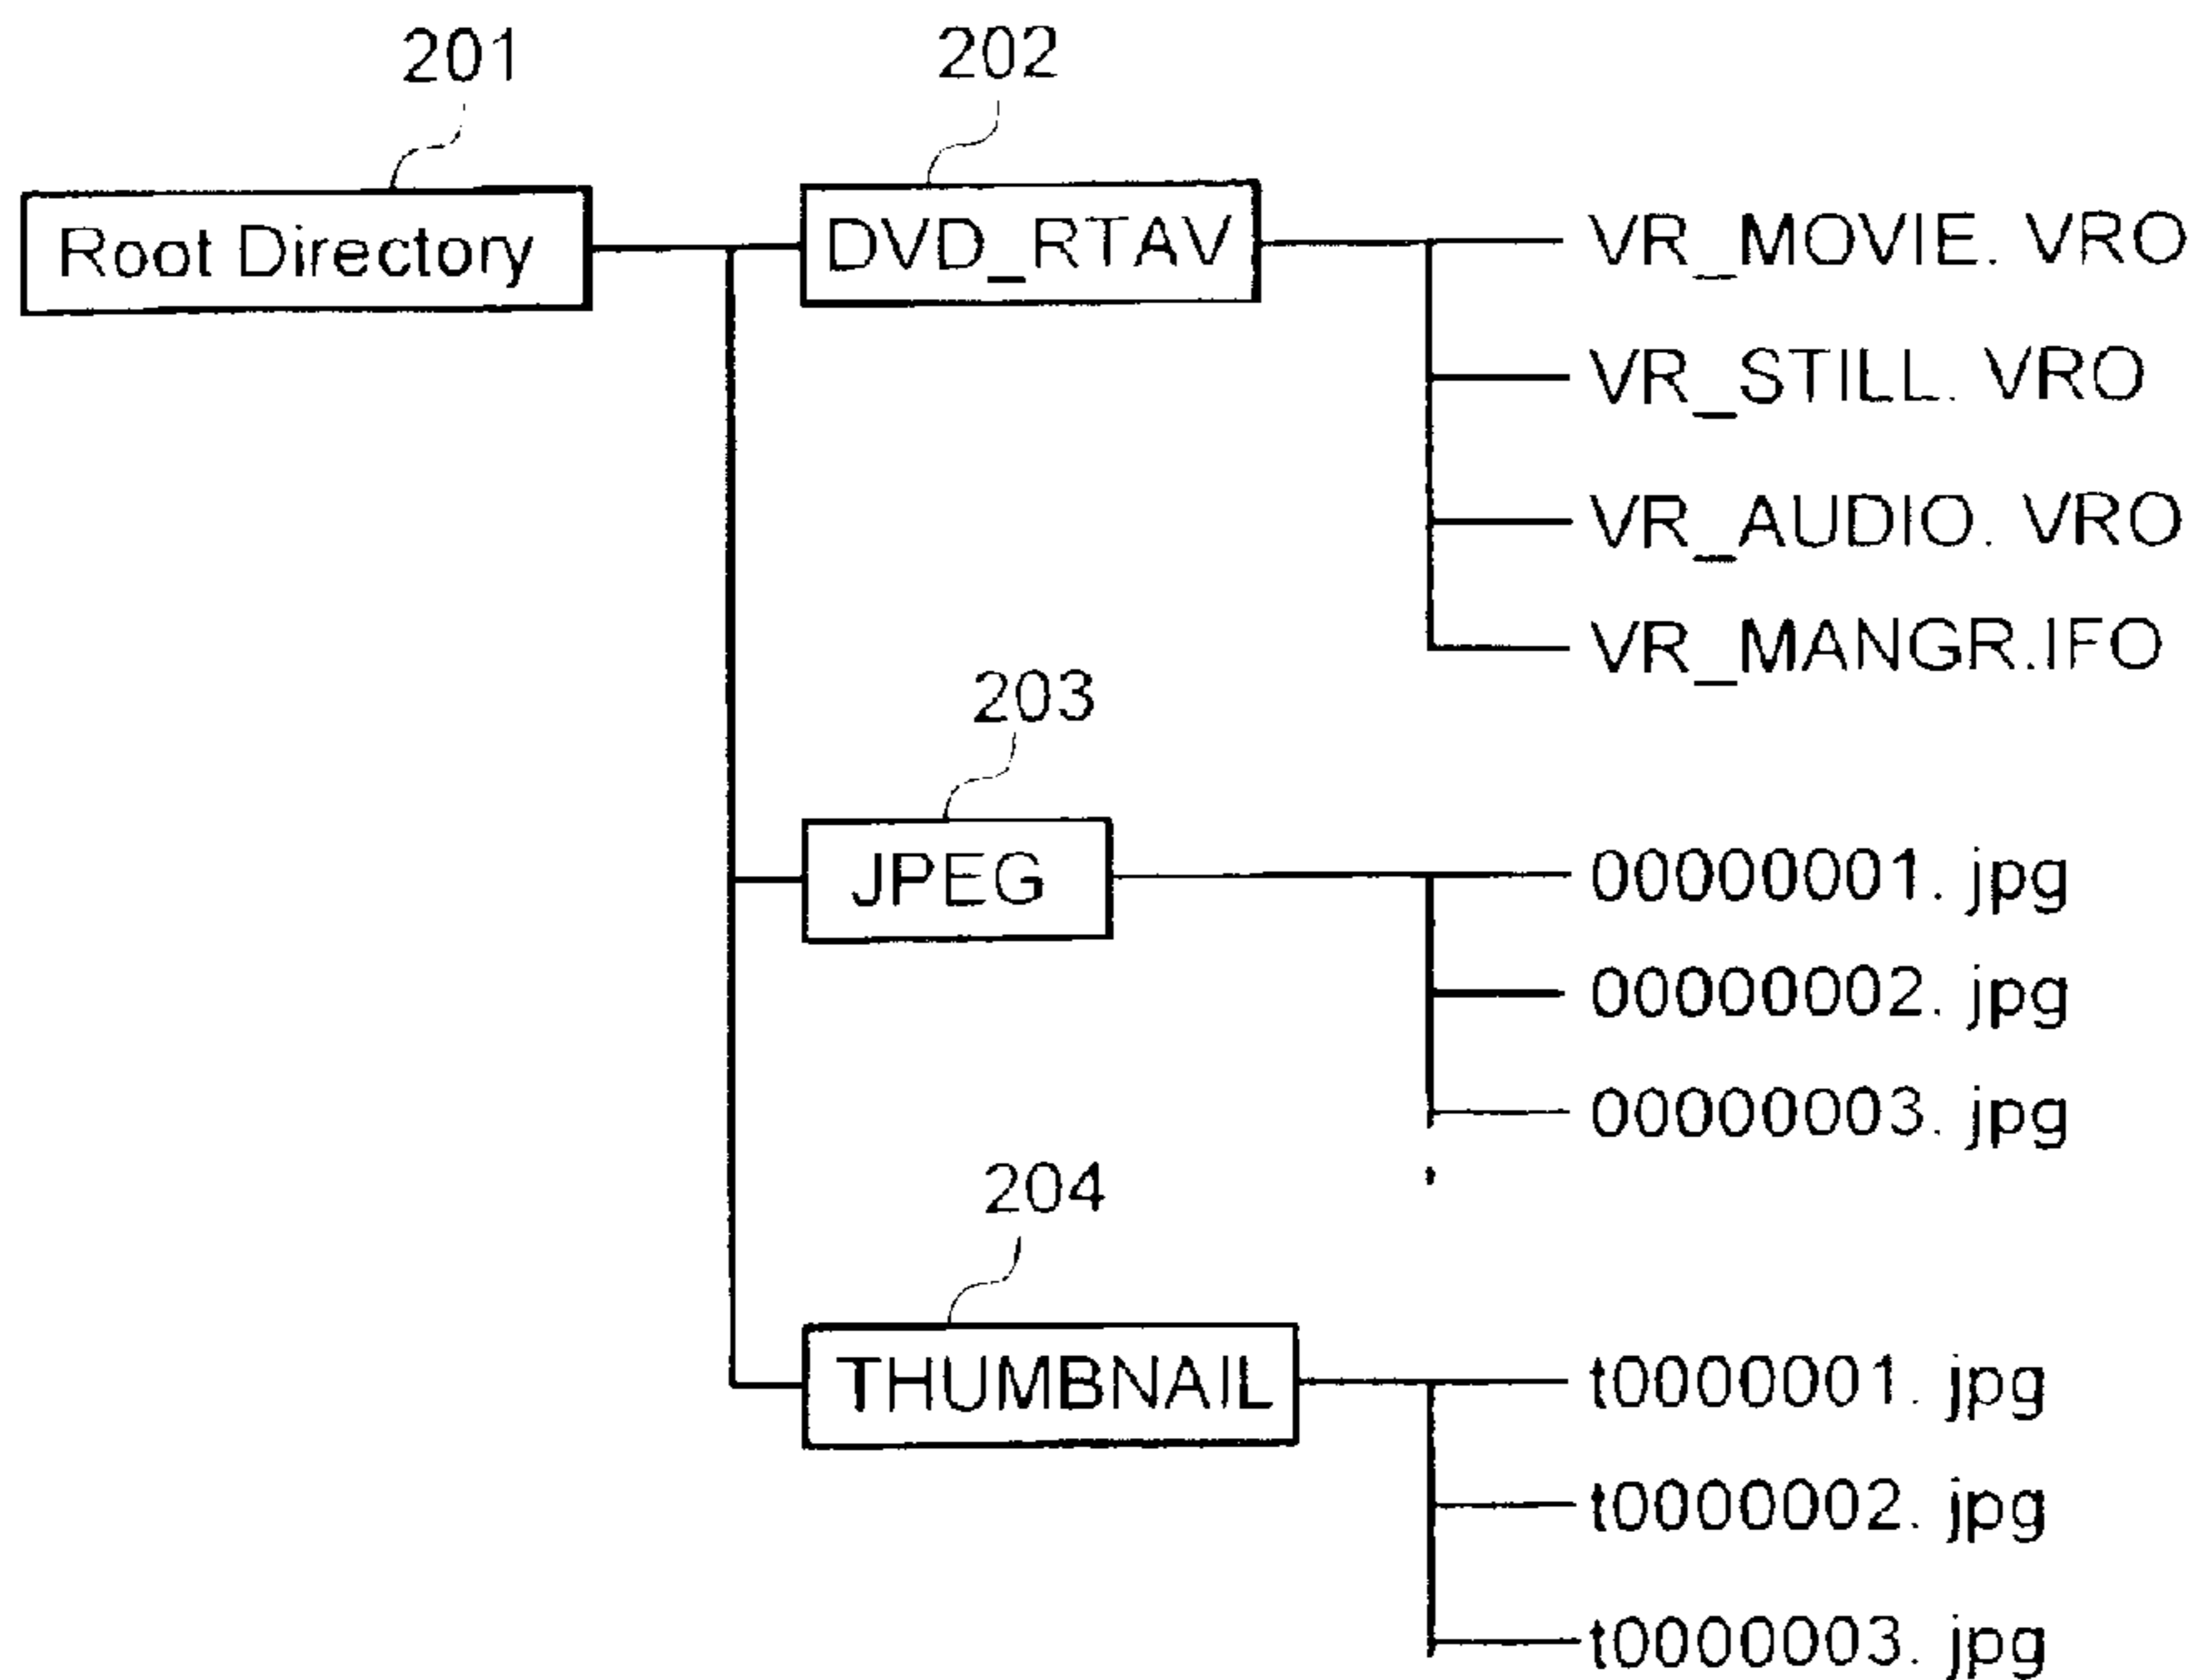 201
202
Root Directory
DVD_RTAV
VR_MOVIE. VRO
VR_STILL. VRO
VR_AUDIO. VRO
VR_MANGR.IFO
203
JPEG
00000001. jpg
00000002. jpg
00000003. jpg
204
THUMBNAIL
t0000001. jpg
t0000002. jpg
t0000003. jpg